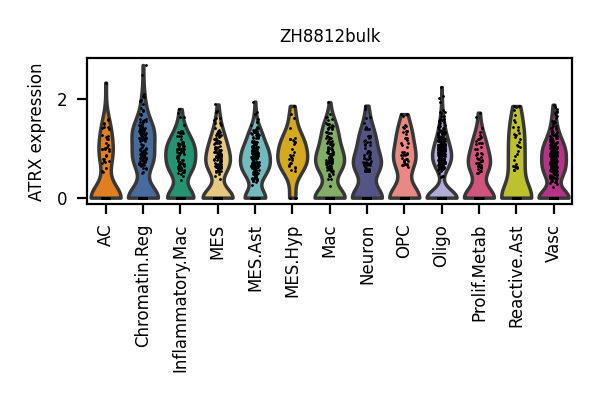 ZH8812bulk
ATRX expression
2
0
AC
Chromatin.Reg
Inflammatory.Mac
MES
MES.Ast
MES.Hyp
Mac
Neuron
OPC
Oligo
Prolif.Metab
Reactive.Ast
Vasc